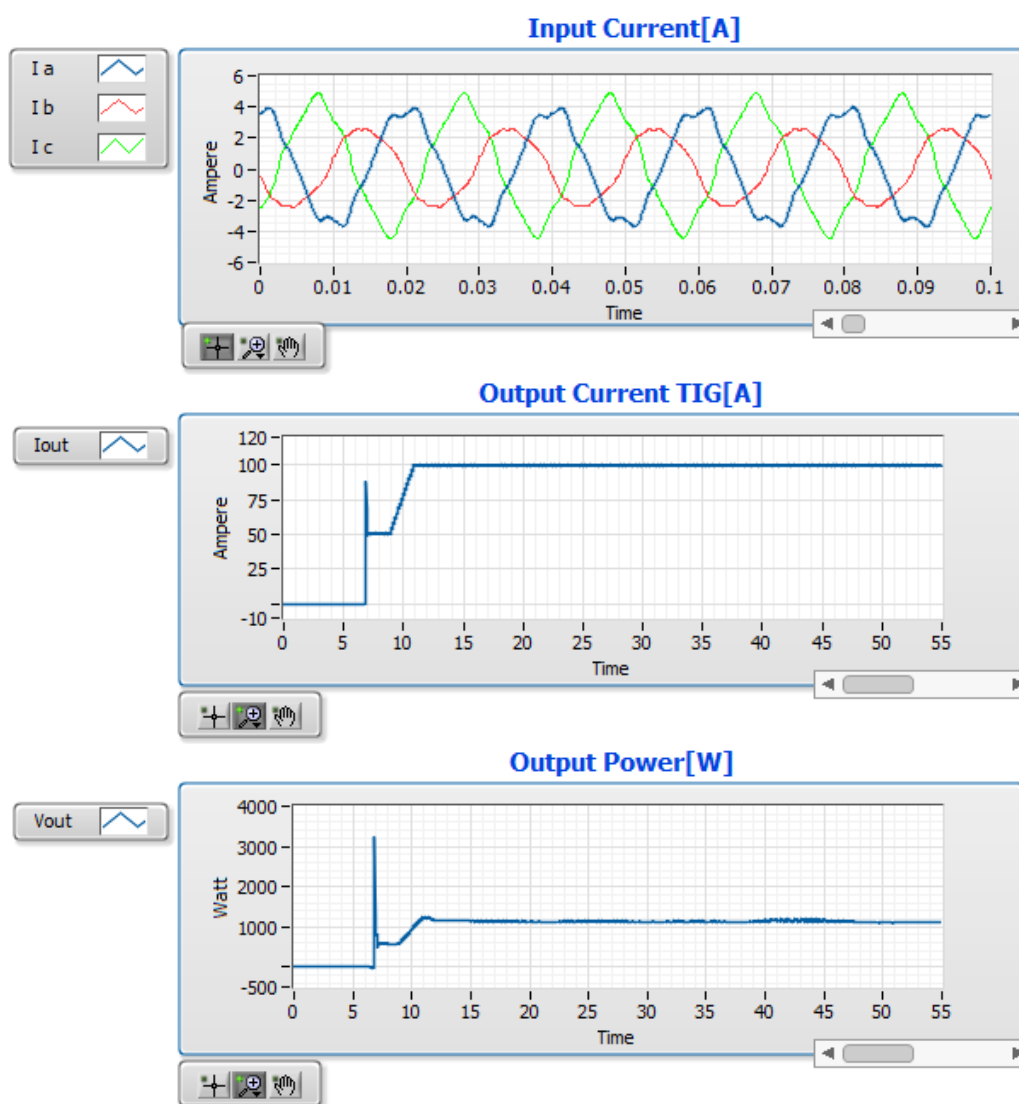 Input Current[A]
Ia
Ib
Ic
6
4
2
0
-2
-4
-6
Ampere
0 0.01 0.02 0.03 0.04 0.05 0.06 0.07 0.08 0.09 0.1
Time
Output Current TIG[A]
Iout
120
100
75
50
25
-10
Ampere
0 5 10 15 20 25 30 35 40 45 50 55
Time
Output Power[W]
Vout
4000
3000
2000
1000
-500
Watt
0 5 10 15 20 25 30 35 40 45 50 55
Time